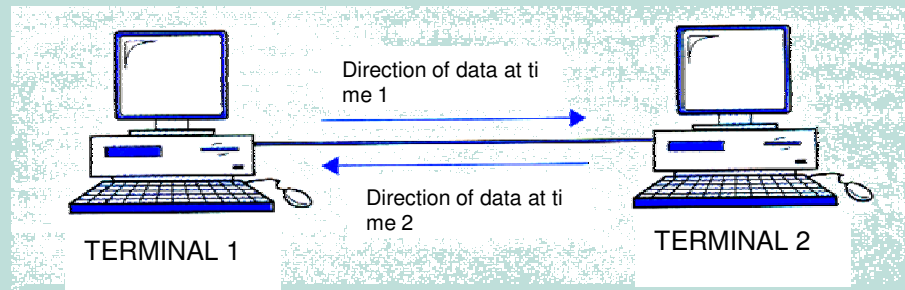 Direction of data at ti
me 1
Direction of data at ti
me 2
TERMINAL 1
TERMINAL 2